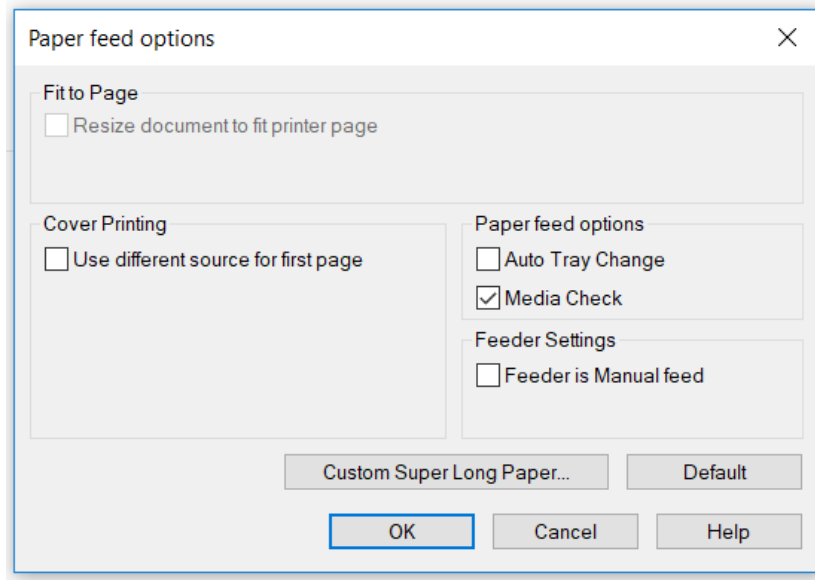 Paper feed options
Fit to Page
Resize document to fit printer page
Cover Printing
Use different source for first page
Paper feed options
Auto Tray Change
Media Check
Feeder Settings
Feeder is Manual feed
Custom Super Long Paper...
Default
OK
Cancel
Help